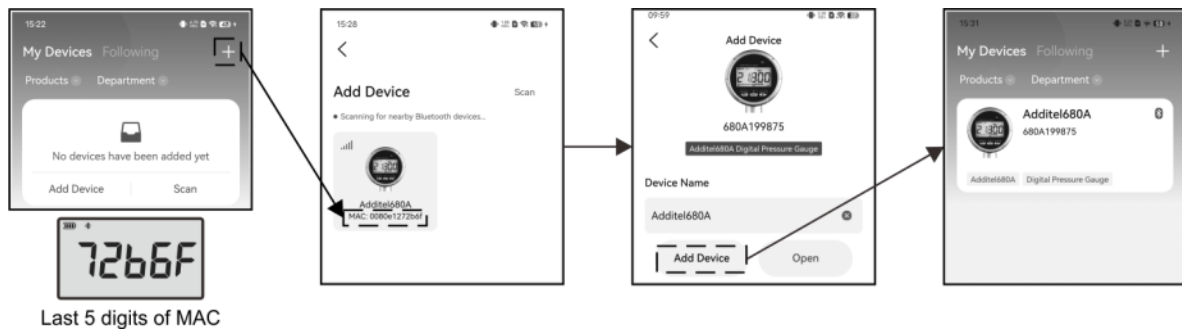 15:22
My Devices Following +
Products Department
No devices have been added yet
Add Device Scan
72b6F
Last 5 digits of MAC
15:28
Add Device Scan
• Scanning for nearby Bluetooth devices...
Additel680A
MAC: 0080e1272b6f
09:59
Add Device
680A199875
Additel680A Digital Pressure Gauge
Device Name
Additel680A
Add Device Open
15:31
My Devices Following +
Products Department
Additel680A
680A199875
Additel680A Digital Pressure Gauge